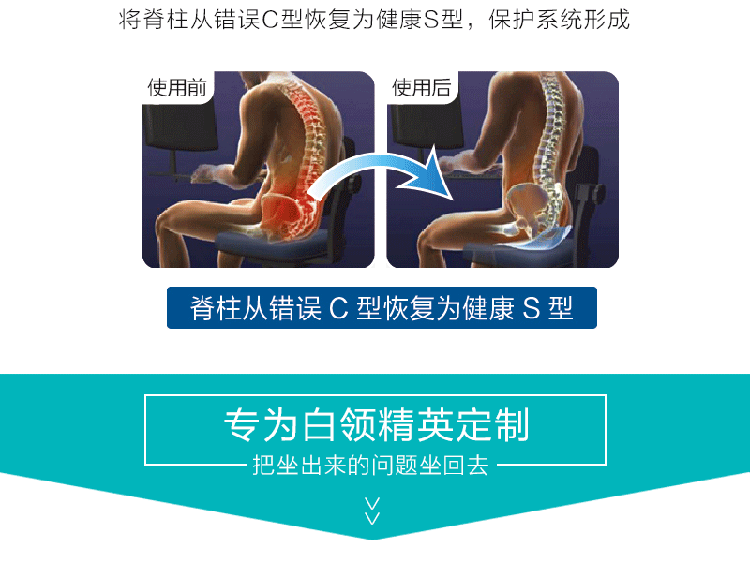 将脊柱从错误C型恢复为健康S型，保护系统形成
使用前
使用后
脊柱从错误 C 型恢复为健康 S 型
专为白领精英定制
把坐出来的问题坐回去